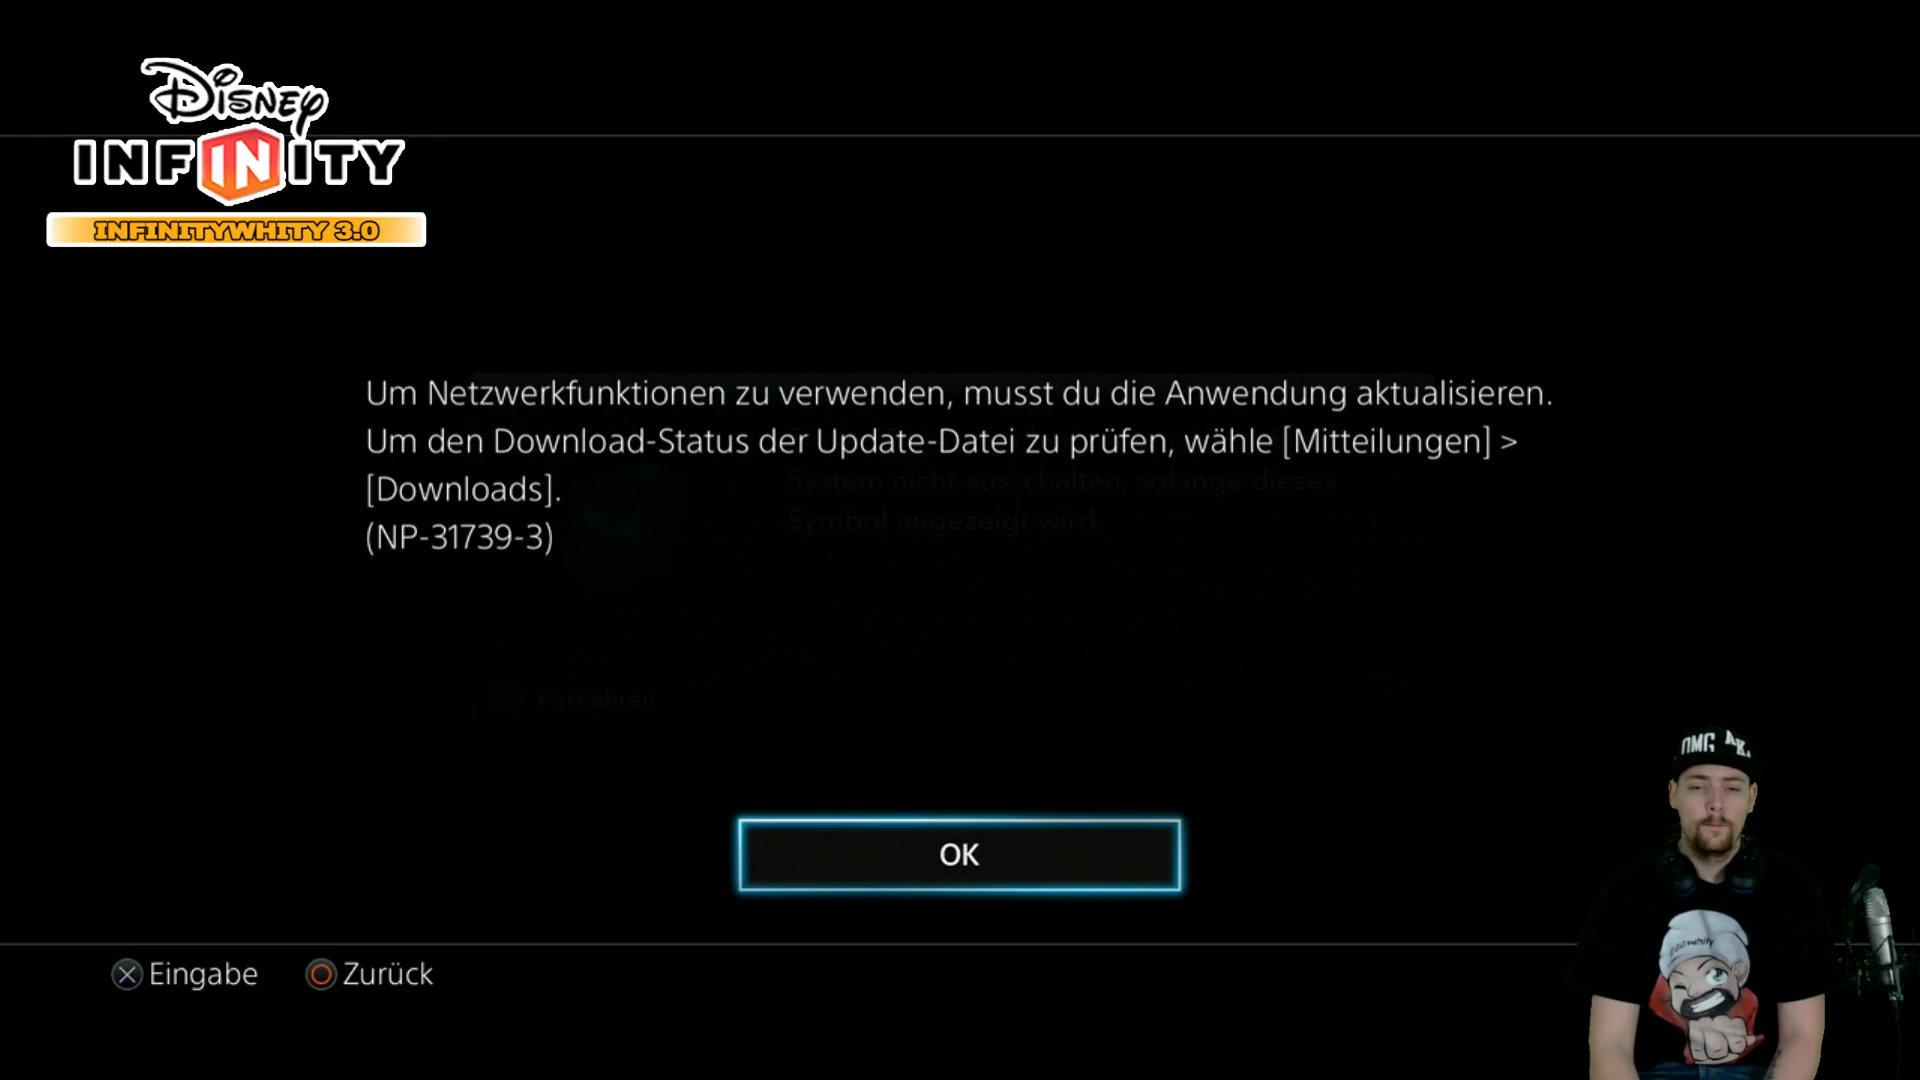 Disney
INFINITY
INFINITYWHITY 3.0
Um Netzwerkfunktionen zu verwenden, musst du die Anwendung aktualisieren.
Um den Download-Status der Update-Datei zu prüfen, wähle [Mitteilungen] >
[Downloads].
(NP-31739-3)
System nicht ausschalten, solange dieses
Symbol angezeigt wird.
Fortfahren
OK
OMG AK.
Eingabe
Zurück